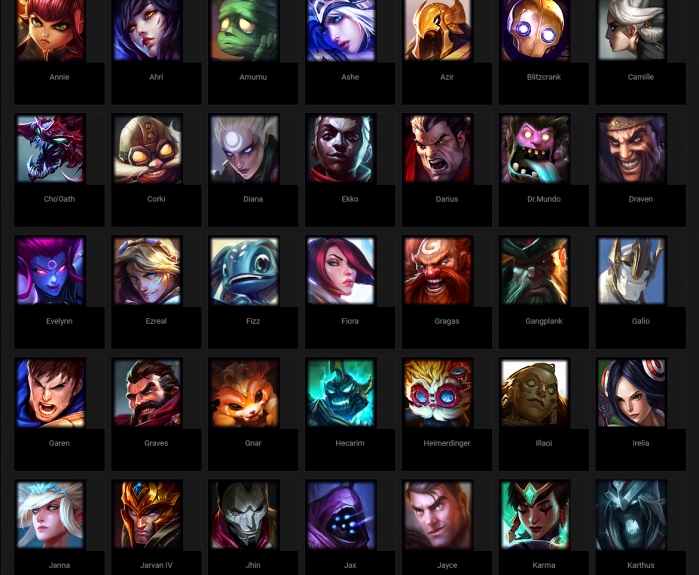 Annie
Ahri
Amumu
Ashe
Azir
Blitzcrank
Camille
Cho'Gath
Corki
Diana
Ekko
Darius
Dr.Mundo
Draven
Evelynn
Ezreal
Fizz
Fiora
Gragas
Gangplank
Galio
Garen
Graves
Gnar
Hecarim
Heimerdinger
Illaoi
Irelia
Janna
Jarvan IV
Jhin
Jax
Jayce
Karma
Karthus